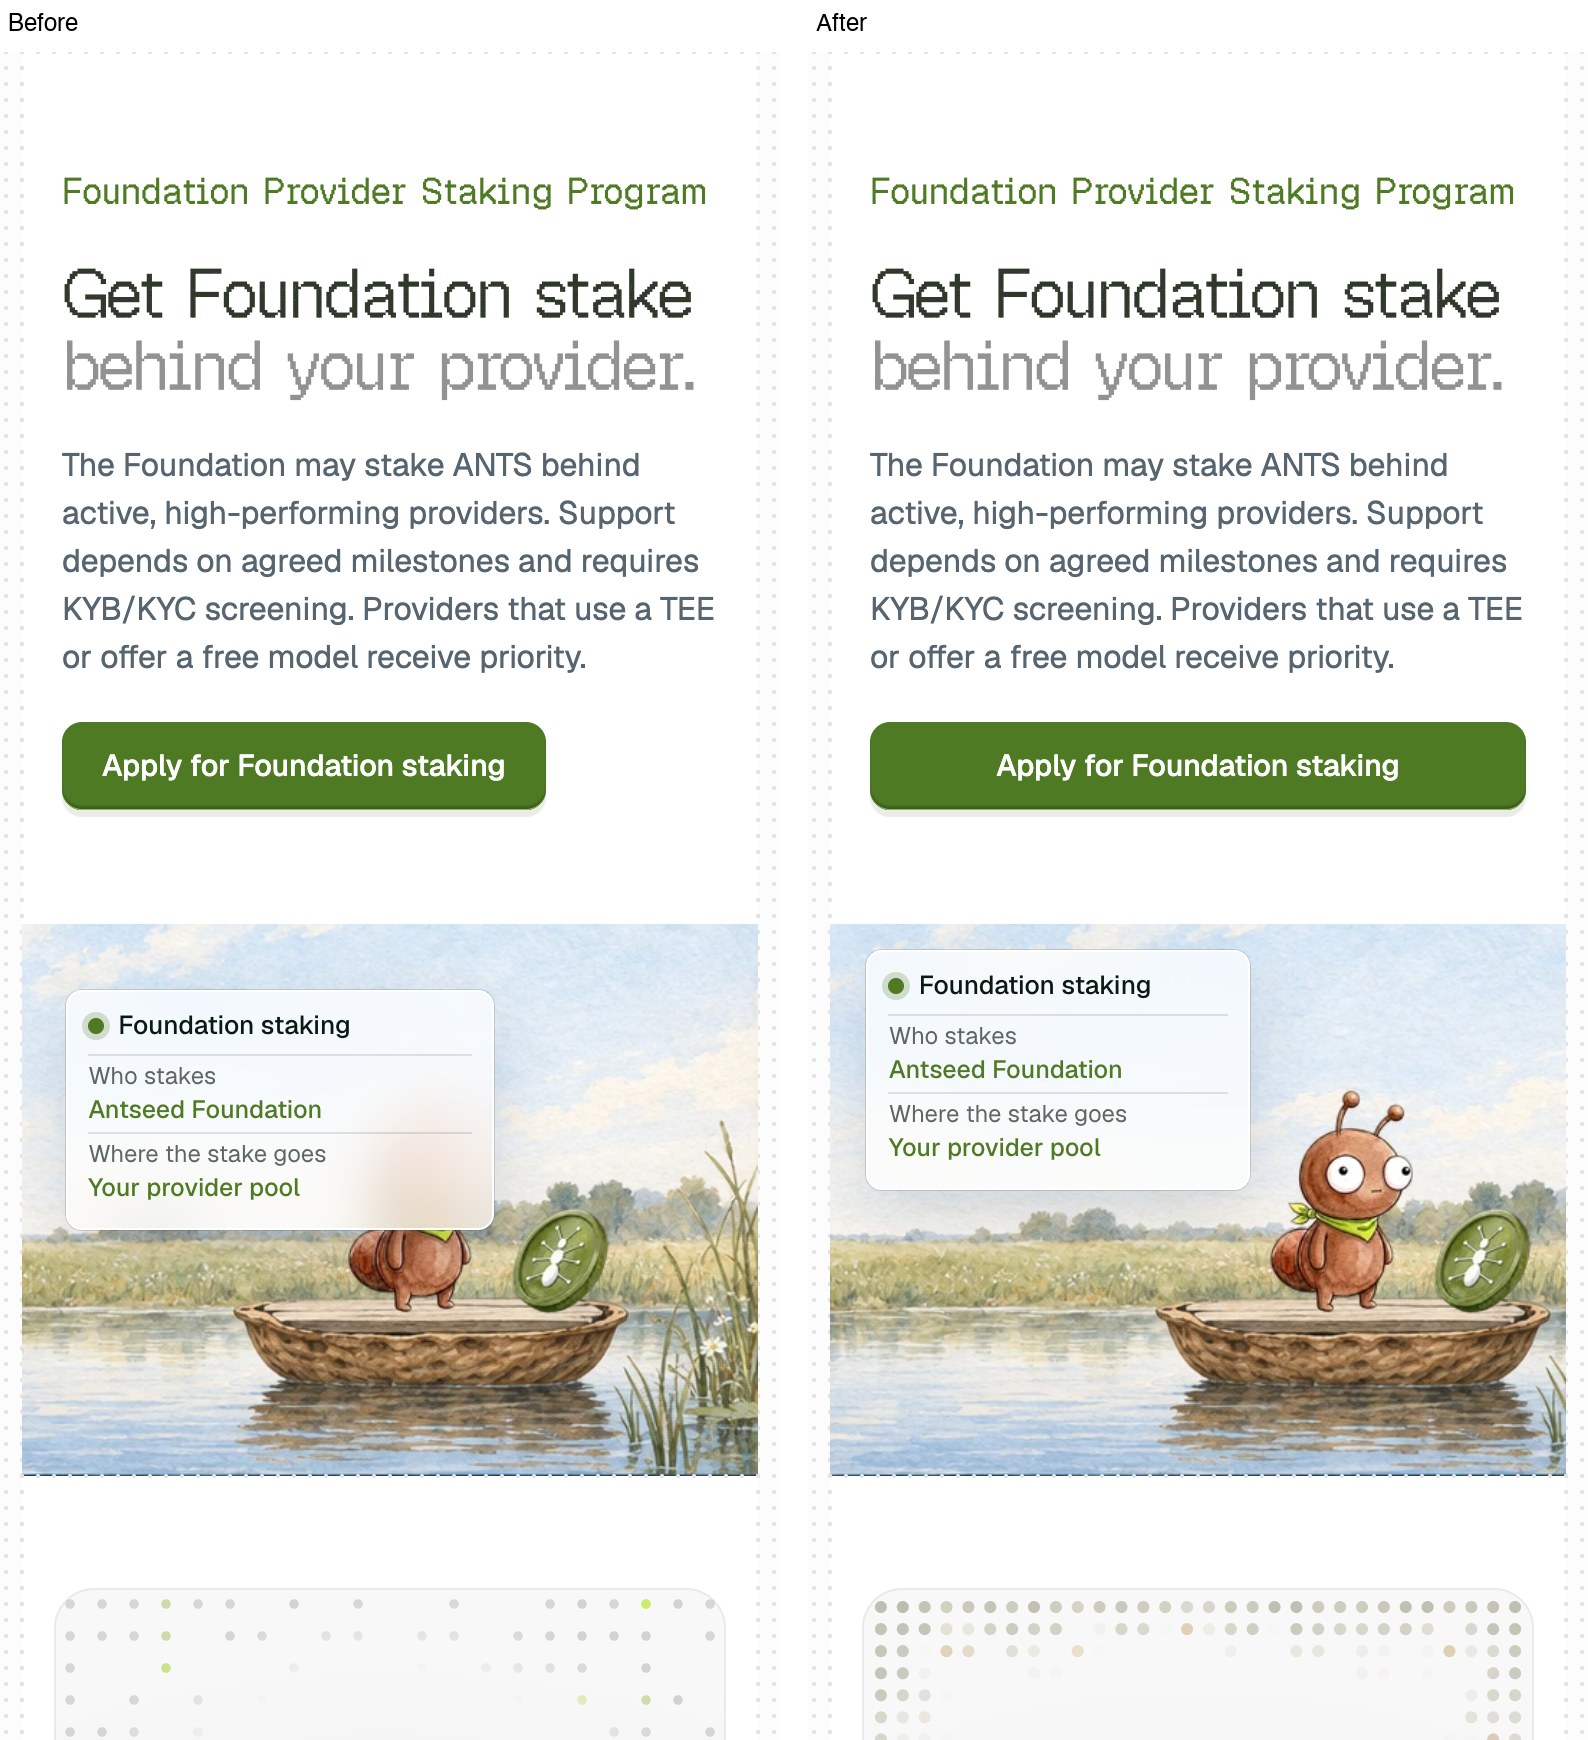 Before
Foundation Provider Staking Program
Get Foundation stake
behind your provider.
The Foundation may stake ANTS behind
active, high-performing providers. Support
depends on agreed milestones and requires
KYB/KYC screening. Providers that use a TEE
or offer a free model receive priority.
Apply for Foundation staking
Foundation staking
Who stakes
Antseed Foundation
Where the stake goes
Your provider pool
After
Foundation Provider Staking Program
Get Foundation stake
behind your provider.
The Foundation may stake ANTS behind
active, high-performing providers. Support
depends on agreed milestones and requires
KYB/KYC screening. Providers that use a TEE
or offer a free model receive priority.
Apply for Foundation staking
Foundation staking
Who stakes
Antseed Foundation
Where the stake goes
Your provider pool